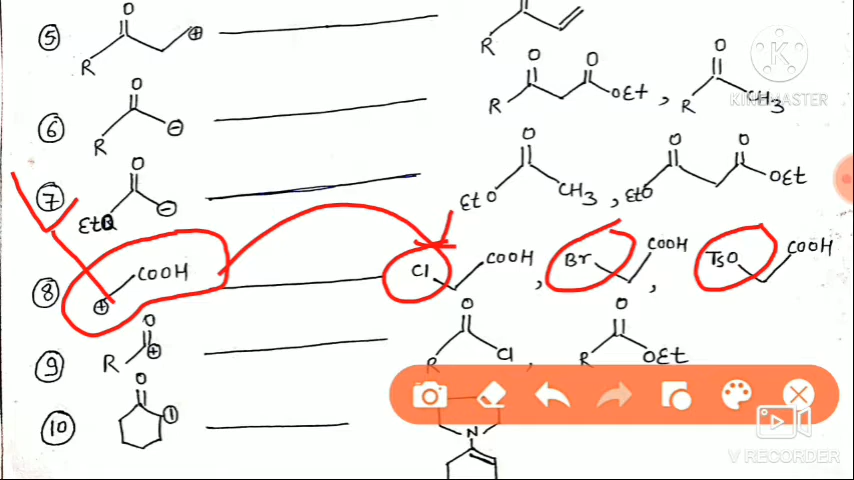 ⑤ O R ⊕ O R
⑥ O R ⊖ O O R OEt , O R CH3
KINEMASTER
⑦ O ⊖ O EtO CH3 , O O EtO OEt
⑧ ⊕ COOH Cl COOH , Br COOH , TsO COOH
⑨ O R ⊕ O R Cl , O R OEt
⑩ O N
V RECORDER